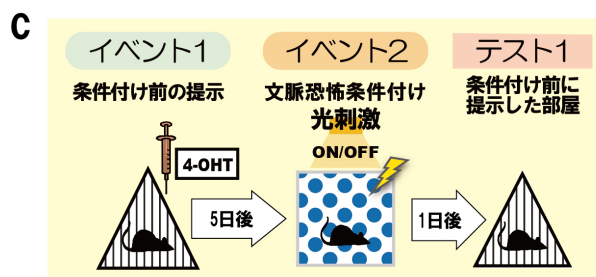 C
イベント1
条件付け前の提示
4-OHT
5日後
イベント2
文脈恐怖条件付け
光刺激
ON/OFF
1日後
テスト1
条件付け前に
提示した部屋